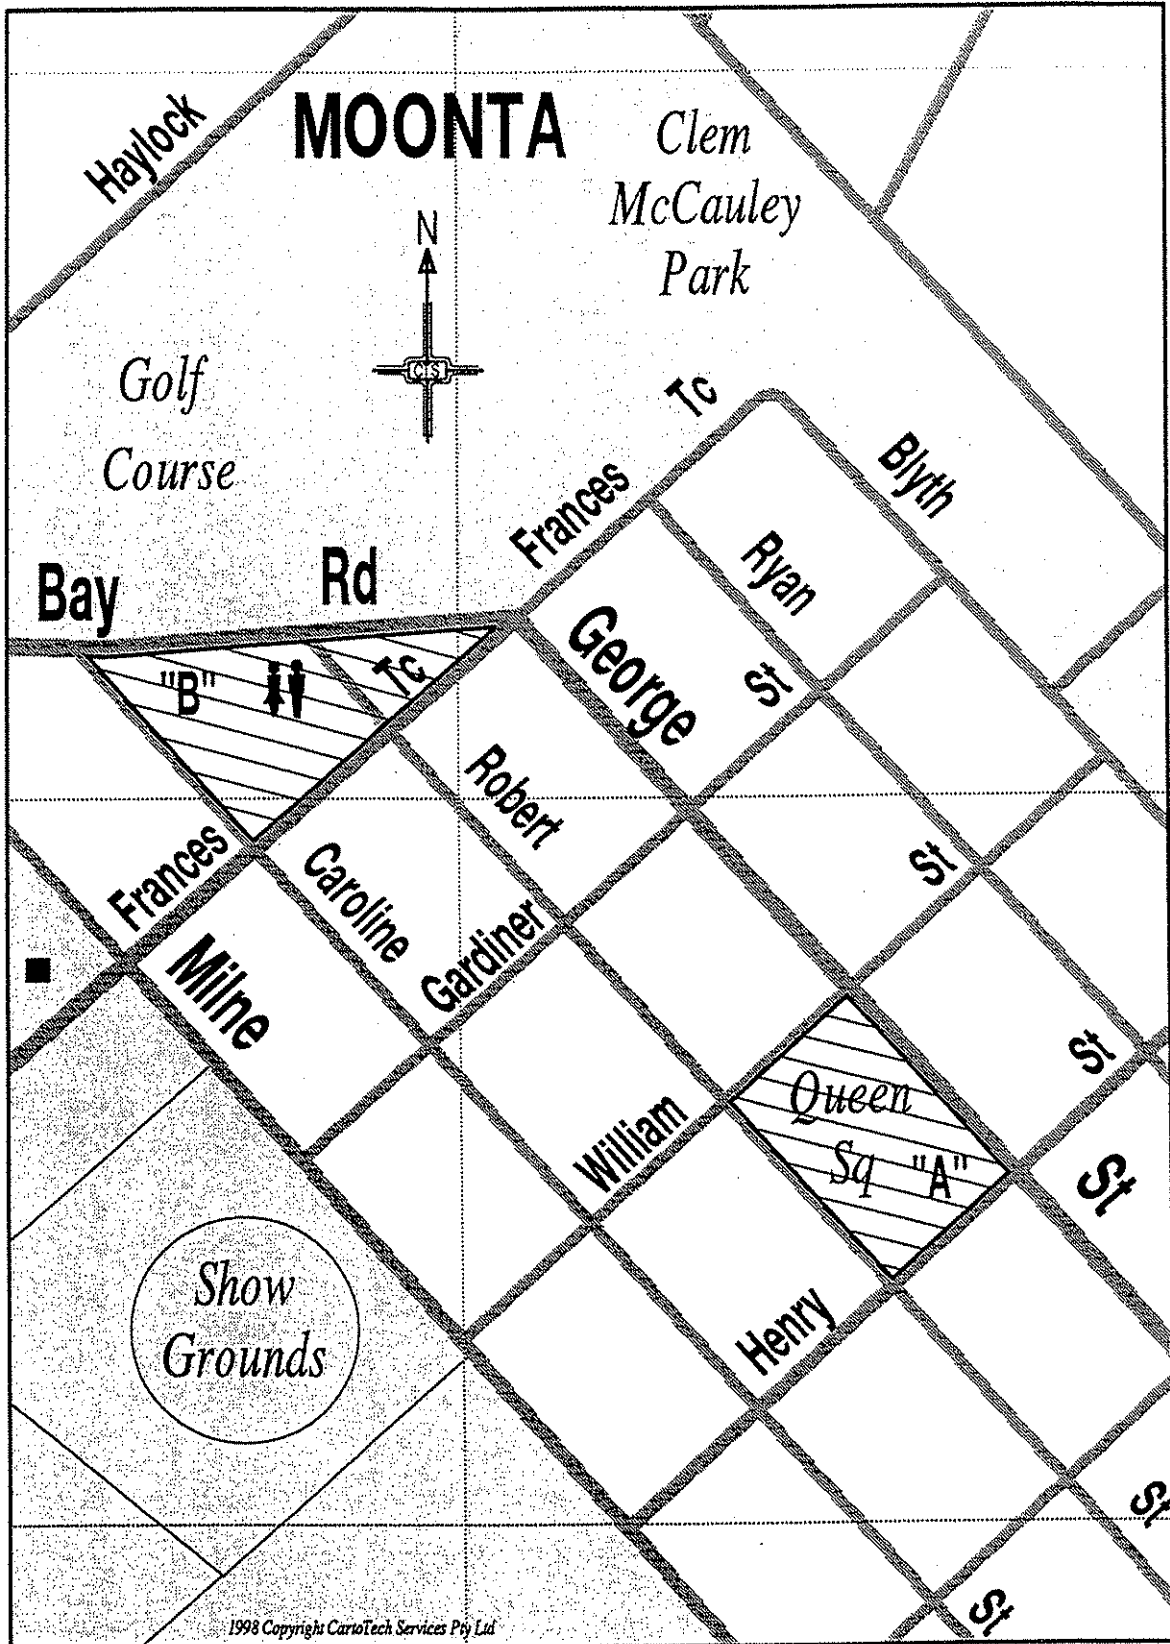 Haylock
MOONTA
Clem
McCauley
Park
N
CTS
Golf
Course
Frances Tc
Blyth
Bay Rd
Ryan
St
George
"B"
Tc
Robert
Frances
Caroline
Gardiner
St
Milne
St
Queen
Sq "A"
William
St
Henry
Show
Grounds
St
St
1998 Copyright CartoTech Services Pty Ltd